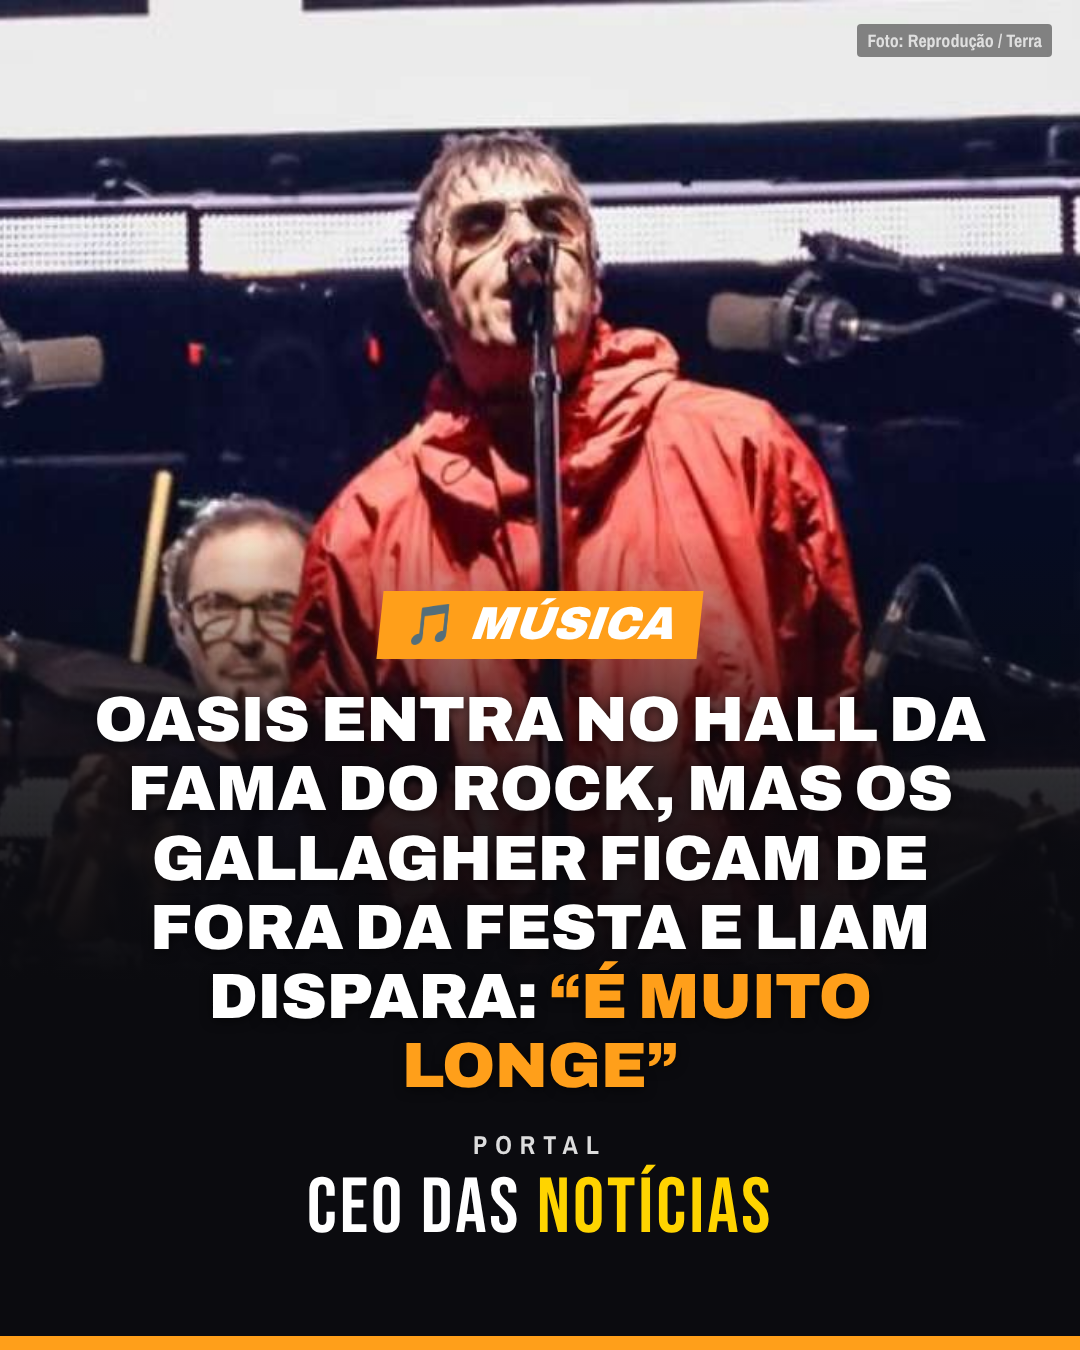 Foto: Reprodução / Terra
🎵 MÚSICA
OASIS ENTRA NO HALL DA
FAMA DO ROCK, MAS OS
GALLAGHER FICAM DE
FORA DA FESTA E LIAM
DISPARA: “É MUITO
LONGE”
PORTAL
CEO DAS NOTÍCIAS